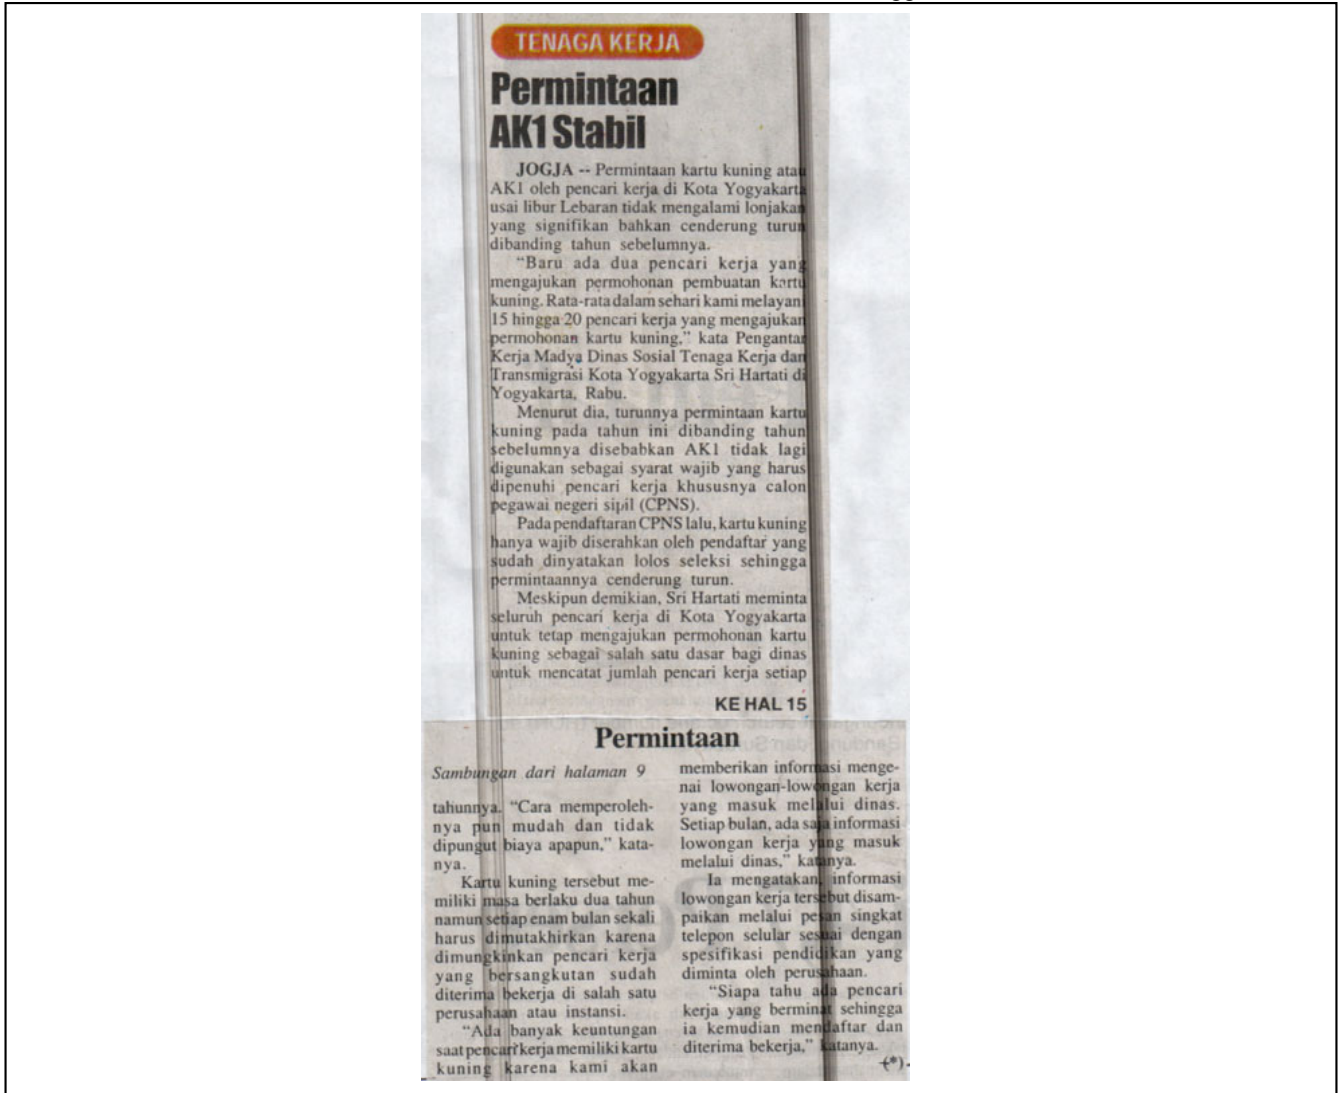 TENAGA KERJA
Permintaan
AK1 Stabil
JOGJA -- Permintaan kartu kuning atau
AK1 oleh pencari kerja di Kota Yogyakarta
usai libur Lebaran tidak mengalami lonjakan
yang signifikan bahkan cenderung turun
dibanding tahun sebelumnya.
"Baru ada dua pencari kerja yang
mengajukan permohonan pembuatan kartu
kuning. Rata-rata dalam sehari kami melayani
15 hingga 20 pencari kerja yang mengajukan
permohonan kartu kuning," kata Pengantar
Kerja Madya Dinas Sosial Tenaga Kerja dan
Transmigrasi Kota Yogyakarta Sri Hartati di
Yogyakarta, Rabu.
Menurut dia, turunnya permintaan kartu
kuning pada tahun ini dibanding tahun
sebelumnya disebabkan AK1 tidak lagi
digunakan sebagai syarat wajib yang harus
dipenuhi pencari kerja khususnya calon
pegawai negeri sipil (CPNS).
Pada pendaftaran CPNS lalu, kartu kuning
hanya wajib diserahkan oleh pendaftar yang
sudah dinyatakan lolos seleksi sehingga
permintaannya cenderung turun.
Meskipun demikian, Sri Hartati meminta
seluruh pencari kerja di Kota Yogyakarta
untuk tetap mengajukan permohonan kartu
kuning sebagai salah satu dasar bagi dinas
untuk mencatat jumlah pencari kerja setiap
KE HAL 15
Permintaan
Sambungan dari halaman 9
tahunnya. "Cara memperoleh-
nya pun mudah dan tidak
dipungut biaya apapun," kata-
nya.
Kartu kuning tersebut me-
miliki masa berlaku dua tahun
namun setiap enam bulan sekali
harus dimutakhirkan karena
dimungkinkan pencari kerja
yang bersangkutan sudah
diterima bekerja di salah satu
perusahaan atau instansi.
"Ada banyak keuntungan
saat pencari kerja memiliki kartu
kuning karena kami akan
memberikan informasi menge-
nai lowongan-lowongan kerja
yang masuk melalui dinas.
Setiap bulan, ada saja informasi
lowongan kerja yang masuk
melalui dinas," katanya.
Ia mengatakan, informasi
lowongan kerja tersebut disam-
paikan melalui pesan singkat
telepon selular sesuai dengan
spesifikasi pendidikan yang
diminta oleh perusahaan.
"Siapa tahu ada pencari
kerja yang berminat sehingga
ia kemudian mendaftar dan
diterima bekerja," katanya.
(*)